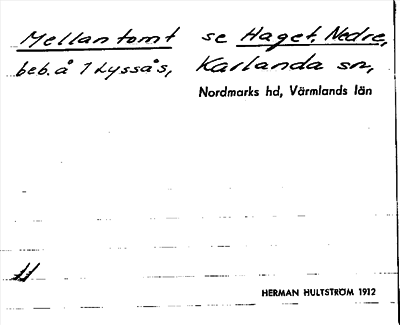 Mellantomt se Haget, Nedre,
beb. å 1 Lyssås, Karlanda sn,
Nordmarks hd, Värmlands län
HERMAN HULTSTRÖM 1912